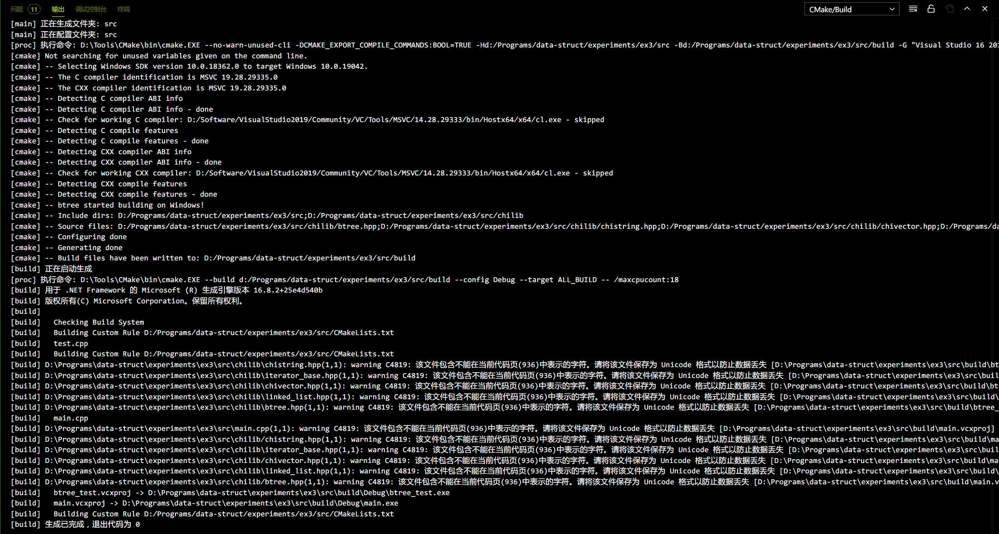 问题 11 输出 调试控制台 终端 CMake/Build
[main] 正在生成文件夹: src
[main] 正在配置文件夹: src
[proc] 执行命令: D:\Tools\CMake\bin\cmake.EXE --no-warn-unused-cli -DCMAKE_EXPORT_COMPILE_COMMANDS:BOOL=TRUE -Hd:/Programs/data-struct/experiments/ex3/src -Bd:/Programs/data-struct/experiments/ex3/src/build -G "Visual Studio 16 201
[cmake] Not searching for unused variables given on the command line.
[cmake] -- Selecting Windows SDK version 10.0.18362.0 to target Windows 10.0.19042.
[cmake] -- The C compiler identification is MSVC 19.28.29335.0
[cmake] -- The CXX compiler identification is MSVC 19.28.29335.0
[cmake] -- Detecting C compiler ABI info
[cmake] -- Detecting C compiler ABI info - done
[cmake] -- Check for working C compiler: D:/Software/VisualStudio2019/Community/VC/Tools/MSVC/14.28.29333/bin/Hostx64/x64/cl.exe - skipped
[cmake] -- Detecting C compile features
[cmake] -- Detecting C compile features - done
[cmake] -- Detecting CXX compiler ABI info
[cmake] -- Detecting CXX compiler ABI info - done
[cmake] -- Check for working CXX compiler: D:/Software/VisualStudio2019/Community/VC/Tools/MSVC/14.28.29333/bin/Hostx64/x64/cl.exe - skipped
[cmake] -- Detecting CXX compile features
[cmake] -- Detecting CXX compile features - done
[cmake] -- btree started building on Windows!
[cmake] -- Include dirs: D:/Programs/data-struct/experiments/ex3/src;D:/Programs/data-struct/experiments/ex3/src/chilib
[cmake] -- Source files: D:/Programs/data-struct/experiments/ex3/src/chilib/btree.hpp;D:/Programs/data-struct/experiments/ex3/src/chilib/chistring.hpp;D:/Programs/data-struct/experiments/ex3/src/chilib/chivector.hpp;D:/Programs/da
[cmake] -- Configuring done
[cmake] -- Generating done
[cmake] -- Build files have been written to: D:/Programs/data-struct/experiments/ex3/src/build
[build] 正在启动生成
[proc] 执行命令: D:\Tools\CMake\bin\cmake.EXE --build d:/Programs/data-struct/experiments/ex3/src/build --config Debug --target ALL_BUILD -- /maxcpucount:18
[build] 用于 .NET Framework 的 Microsoft (R) 生成引擎版本 16.8.2+25e4d540b
[build] 版权所有(C) Microsoft Corporation。保留所有权利。
[build]
[build]   Checking Build System
[build]   Building Custom Rule D:/Programs/data-struct/experiments/ex3/src/CMakeLists.txt
[build]   test.cpp
[build]   Building Custom Rule D:/Programs/data-struct/experiments/ex3/src/CMakeLists.txt
[build] D:\Programs\data-struct\experiments\ex3\src\chilib\chistring.hpp(1,1): warning C4819: 该文件包含不能在当前代码页(936)中表示的字符。请将该文件保存为 Unicode 格式以防止数据丢失 [D:\Programs\data-struct\experiments\ex3\src\build\bt
[build] D:\Programs\data-struct\experiments\ex3\src\chilib\iterator_base.hpp(1,1): warning C4819: 该文件包含不能在当前代码页(936)中表示的字符。请将该文件保存为 Unicode 格式以防止数据丢失 [D:\Programs\data-struct\experiments\ex3\src\buil
[build] D:\Programs\data-struct\experiments\ex3\src\chilib\chivector.hpp(1,1): warning C4819: 该文件包含不能在当前代码页(936)中表示的字符。请将该文件保存为 Unicode 格式以防止数据丢失 [D:\Programs\data-struct\experiments\ex3\src\build\bt
[build] D:\Programs\data-struct\experiments\ex3\src\chilib\linked_list.hpp(1,1): warning C4819: 该文件包含不能在当前代码页(936)中表示的字符。请将该文件保存为 Unicode 格式以防止数据丢失 [D:\Programs\data-struct\experiments\ex3\src\build\
[build] D:\Programs\data-struct\experiments\ex3\src\chilib\btree.hpp(1,1): warning C4819: 该文件包含不能在当前代码页(936)中表示的字符。请将该文件保存为 Unicode 格式以防止数据丢失 [D:\Programs\data-struct\experiments\ex3\src\build\btree_
[build]   main.cpp
[build] D:\Programs\data-struct\experiments\ex3\src\main.cpp(1,1): warning C4819: 该文件包含不能在当前代码页(936)中表示的字符。请将该文件保存为 Unicode 格式以防止数据丢失 [D:\Programs\data-struct\experiments\ex3\src\build\main.vcxproj]
[build] D:\Programs\data-struct\experiments\ex3\src\chilib/chistring.hpp(1,1): warning C4819: 该文件包含不能在当前代码页(936)中表示的字符。请将该文件保存为 Unicode 格式以防止数据丢失 [D:\Programs\data-struct\experiments\ex3\src\build\ma
[build] D:\Programs\data-struct\experiments\ex3\src\chilib\iterator_base.hpp(1,1): warning C4819: 该文件包含不能在当前代码页(936)中表示的字符。请将该文件保存为 Unicode 格式以防止数据丢失 [D:\Programs\data-struct\experiments\ex3\src\buil
[build] D:\Programs\data-struct\experiments\ex3\src\chilib/chivector.hpp(1,1): warning C4819: 该文件包含不能在当前代码页(936)中表示的字符。请将该文件保存为 Unicode 格式以防止数据丢失 [D:\Programs\data-struct\experiments\ex3\src\build\ma
[build] D:\Programs\data-struct\experiments\ex3\src\chilib\linked_list.hpp(1,1): warning C4819: 该文件包含不能在当前代码页(936)中表示的字符。请将该文件保存为 Unicode 格式以防止数据丢失 [D:\Programs\data-struct\experiments\ex3\src\build\
[build] D:\Programs\data-struct\experiments\ex3\src\chilib/btree.hpp(1,1): warning C4819: 该文件包含不能在当前代码页(936)中表示的字符。请将该文件保存为 Unicode 格式以防止数据丢失 [D:\Programs\data-struct\experiments\ex3\src\build\main.v
[build]   btree_test.vcxproj -> D:\Programs\data-struct\experiments\ex3\src\build\Debug\btree_test.exe
[build]   main.vcxproj -> D:\Programs\data-struct\experiments\ex3\src\build\Debug\main.exe
[build]   Building Custom Rule D:/Programs/data-struct/experiments/ex3/src/CMakeLists.txt
[build] 生成已完成，退出代码为 0